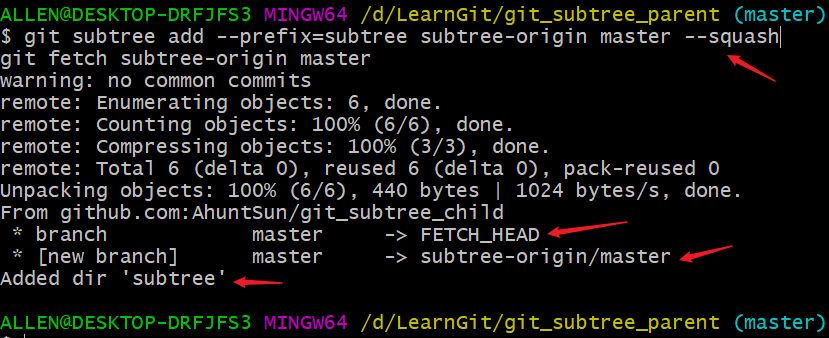 ALLEN@DESKTOP-DRFJFS3 MINGW64 /d/LearnGit/git_subtree_parent (master)
$ git subtree add --prefix=subtree subtree-origin master --squash
git fetch subtree-origin master
warning: no common commits
remote: Enumerating objects: 6, done.
remote: Counting objects: 100% (6/6), done.
remote: Compressing objects: 100% (3/3), done.
remote: Total 6 (delta 0), reused 6 (delta 0), pack-reused 0
Unpacking objects: 100% (6/6), 440 bytes | 1024 bytes/s, done.
From github.com:AhuntSun/git_subtree_child
 * branch            master     -> FETCH_HEAD
 * [new branch]      master     -> subtree-origin/master
Added dir 'subtree'
ALLEN@DESKTOP-DRFJFS3 MINGW64 /d/LearnGit/git_subtree_parent (master)